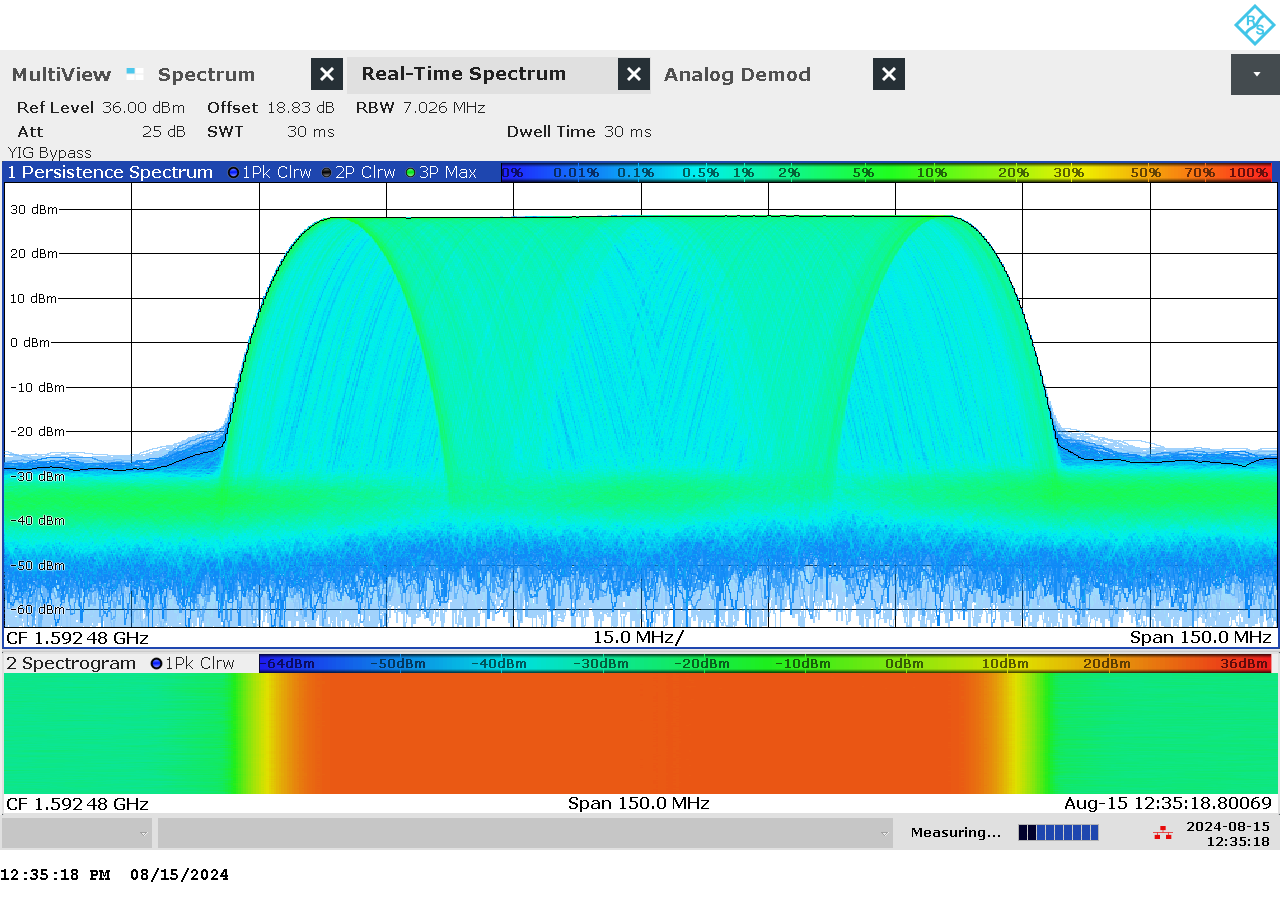 R S
MultiView Spectrum Real-Time Spectrum Analog Demod
Ref Level 36.00 dBm Offset 18.83 dB RBW 7.026 MHz
Att 25 dB SWT 30 ms Dwell Time 30 ms
YIG Bypass
1 Persistence Spectrum 1Pk Clrw 2P Clrw 3P Max 0% 0.01% 0.1% 0.5% 1% 2% 5% 10% 20% 30% 50% 70% 100%
30 dBm
20 dBm
10 dBm
0 dBm
-10 dBm
-20 dBm
-30 dBm
-40 dBm
-50 dBm
-60 dBm
CF 1.592 48 GHz 15.0 MHz/ Span 150.0 MHz
2 Spectrogram 1Pk Clrw -64dBm -50dBm -40dBm -30dBm -20dBm -10dBm 0dBm 10dBm 20dBm 36dBm
CF 1.592 48 GHz Span 150.0 MHz Aug-15 12:35:18.80069
Measuring... 2024-08-15
12:35:18
12:35:18 PM 08/15/2024